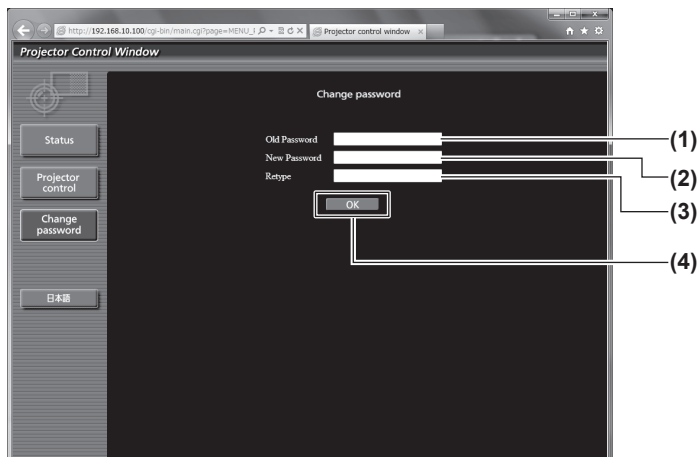 http://192.168.10.100/cgi-bin/main.cgi?page=MENU_
Projector control window
Projector Control Window
Change password
Status
Projector
control
Change
password
日本語
Old Password
New Password
Retype
OK
(1)
(2)
(3)
(4)